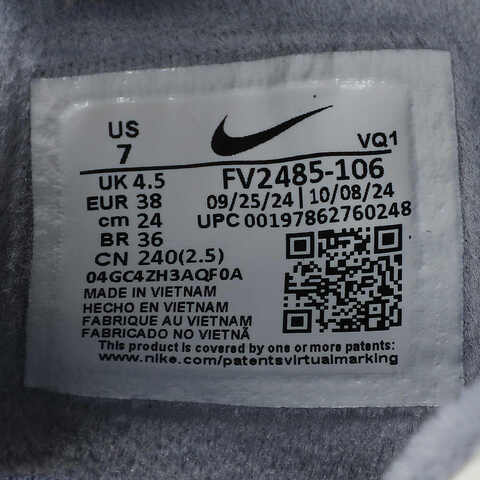 US
7
VQ1
UK 4.5
FV2485-106
EUR 38
09/25/24 | 10/08/24
cm 24
UPC 00197862760248
BR 36
CN 240(2.5)
04GC4ZH3AQF0A
MADE IN VIETNAM
HECHO EN VIETNAM
FABRIQUE AU VIETNAM
FABRICADO NO VIETNÃ
This product is covered by one or more patents:
www.nike.com/patentsvirtualmarking